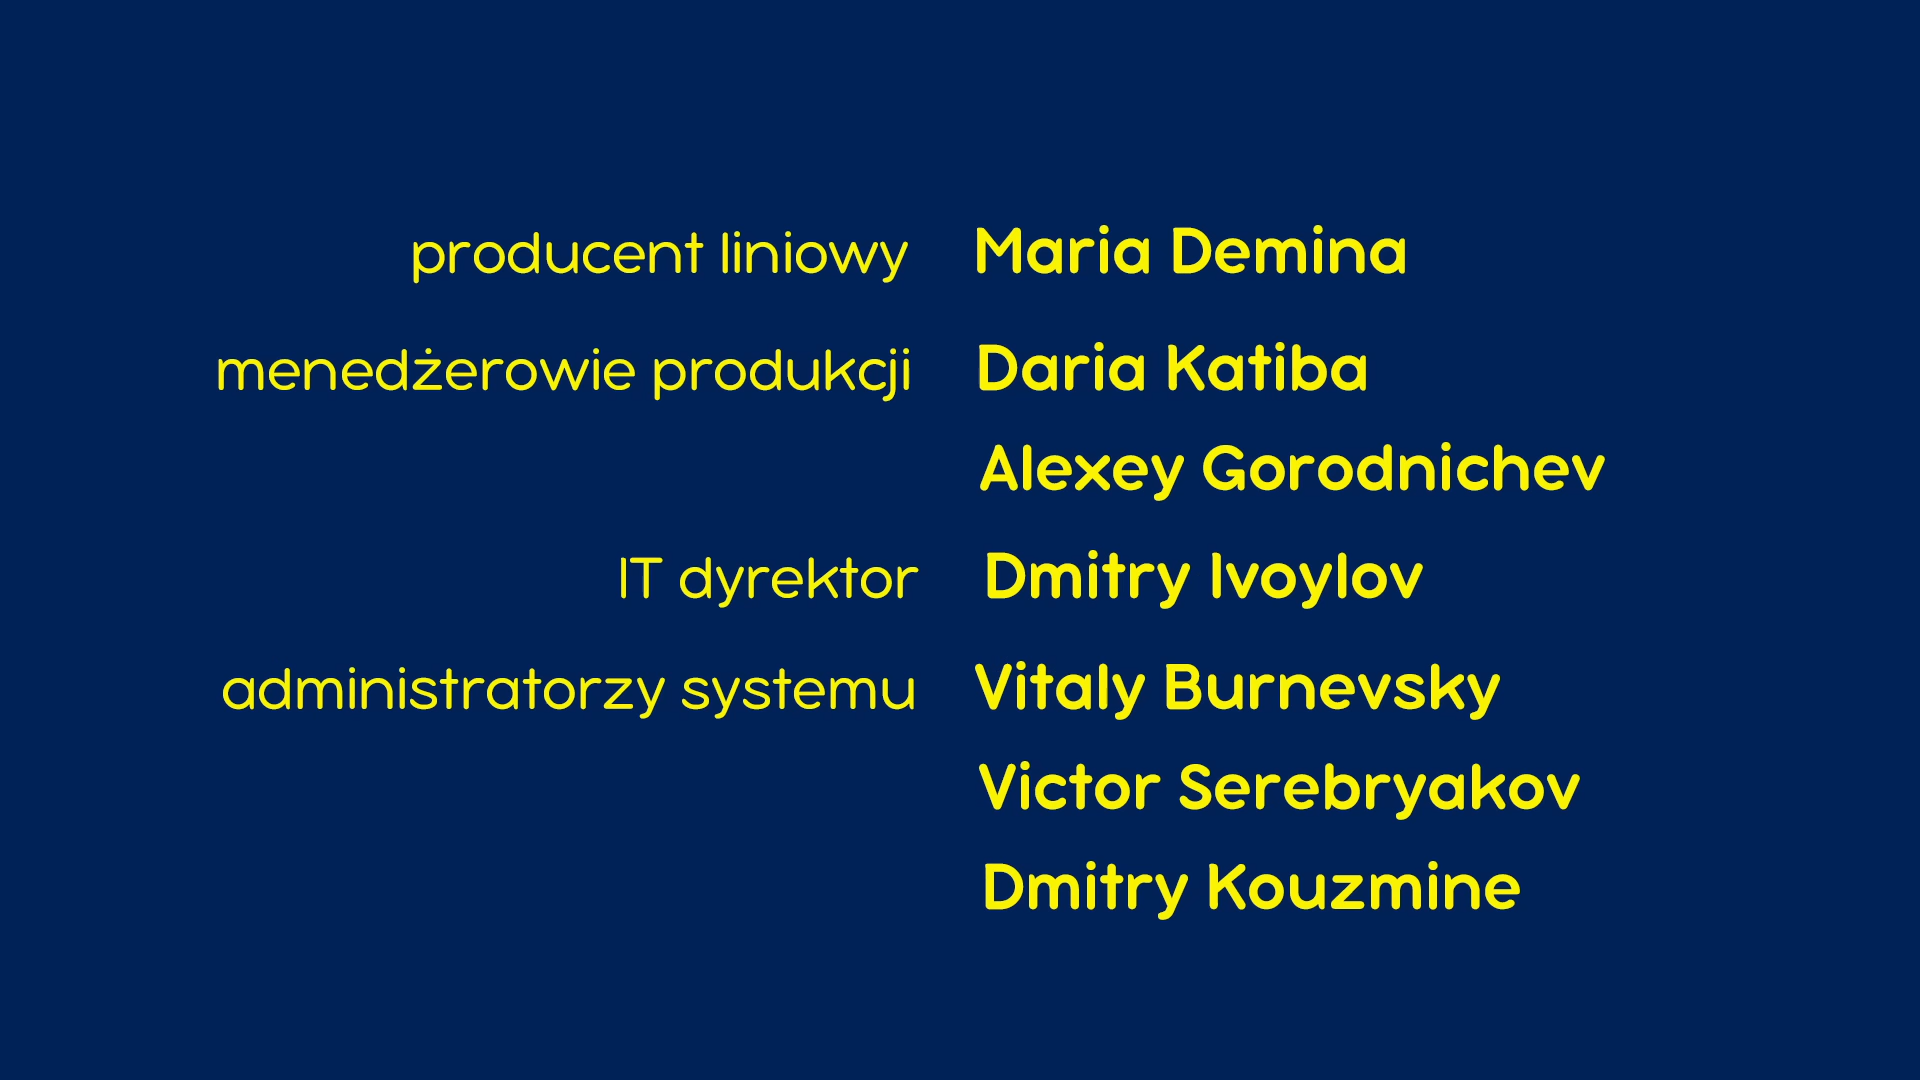 producent liniowy Maria Demina
menedżerowie produkcji Daria Katiba
Alexey Gorodnichev
IT dyrektor Dmitry Ivoylov
administratorzy systemu Vitaly Burnevsky
Victor Serebryakov
Dmitry Kouzmine